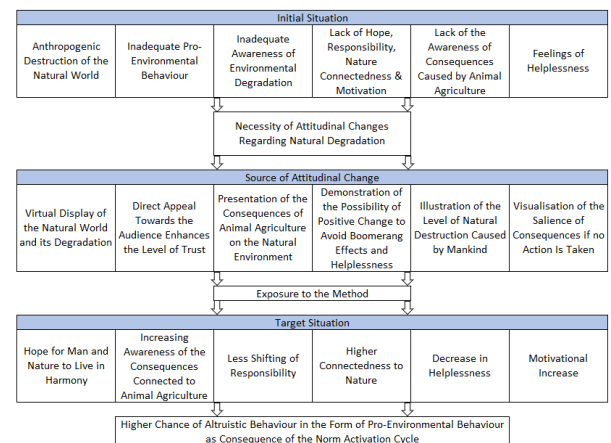 Initial Situation
Anthropogenic
Destruction of the
Natural World
Inadequate Pro-
Environmental
Behaviour
Inadequate
Awareness of
Environmental
Degradation
Lack of Hope,
Responsibility,
Nature
Connectedness &
Motivation
Lack of the
Awareness of
Consequences
Caused by Animal
Agriculture
Feelings of
Helplessness
Necessity of Attitudinal Changes
Regarding Natural Degradation
Source of Attitudinal Change
Virtual Display of
the Natural World
and its Degradation
Direct Appeal
Towards the
Audience Enhances
the Level of Trust
Presentation of the
Consequences of
Animal Agriculture
on the Natural
Environment
Demonstration of
the Possibility of
Positive Change to
Avoid Boomerang
Effects and
Helplessness
Illustration of the
Level of Natural
Destruction Caused
by Mankind
Visualisation of the
Salience of
Consequences if no
Action Is Taken
Exposure to the Method
Target Situation
Hope for Man and
Nature to Live in
Harmony
Increasing
Awareness of the
Consequences
Connected to
Animal Agriculture
Less Shifting of
Responsibility
Higher
Connectedness to
Nature
Decrease in
Helplessness
Motivational
Increase
Higher Chance of Altruistic Behaviour in the Form of Pro-Environmental Behaviour
as Consequence of the Norm Activation Cycle